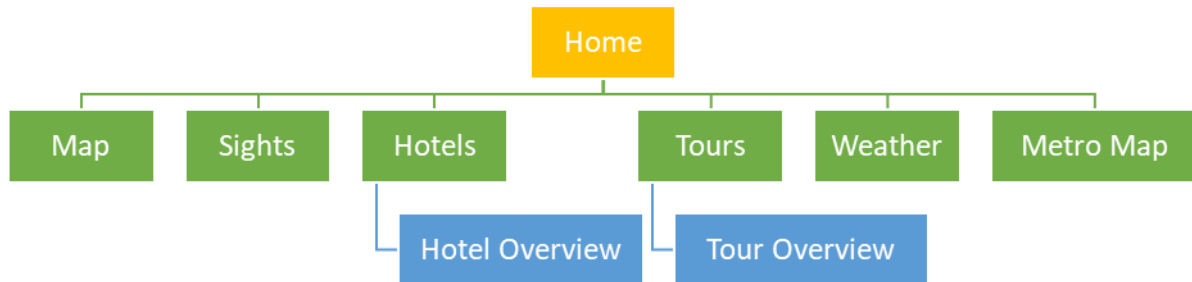 Home
Map
Sights
Hotels
Tours
Weather
Metro Map
Hotel Overview
Tour Overview